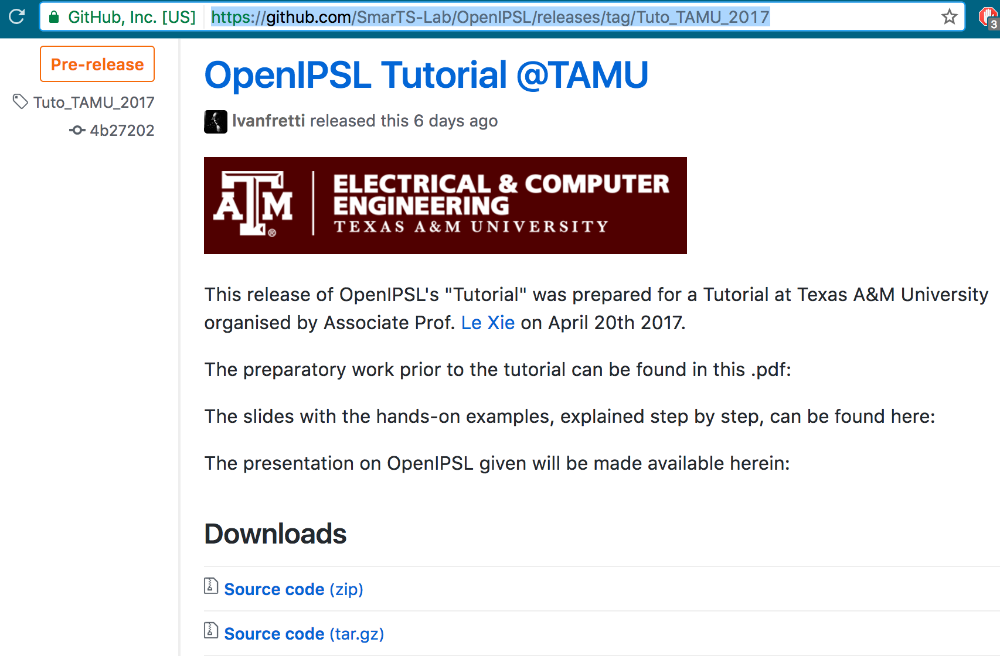 GitHub, Inc. [US] https://github.com/SmarTS-Lab/OpenIPSL/releases/tag/Tuto_TAMU_2017
3
Pre-release
Tuto_TAMU_2017
4b27202
OpenIPSL Tutorial @TAMU
lvanfretti released this 6 days ago
ATM | ELECTRICAL & COMPUTER
ENGINEERING
TEXAS A&M UNIVERSITY
®
This release of OpenIPSL's "Tutorial" was prepared for a Tutorial at Texas A&M University
organised by Associate Prof. Le Xie on April 20th 2017.
The preparatory work prior to the tutorial can be found in this .pdf:
The slides with the hands-on examples, explained step by step, can be found here:
The presentation on OpenIPSL given will be made available herein:
Downloads
Source code (zip)
Source code (tar.gz)